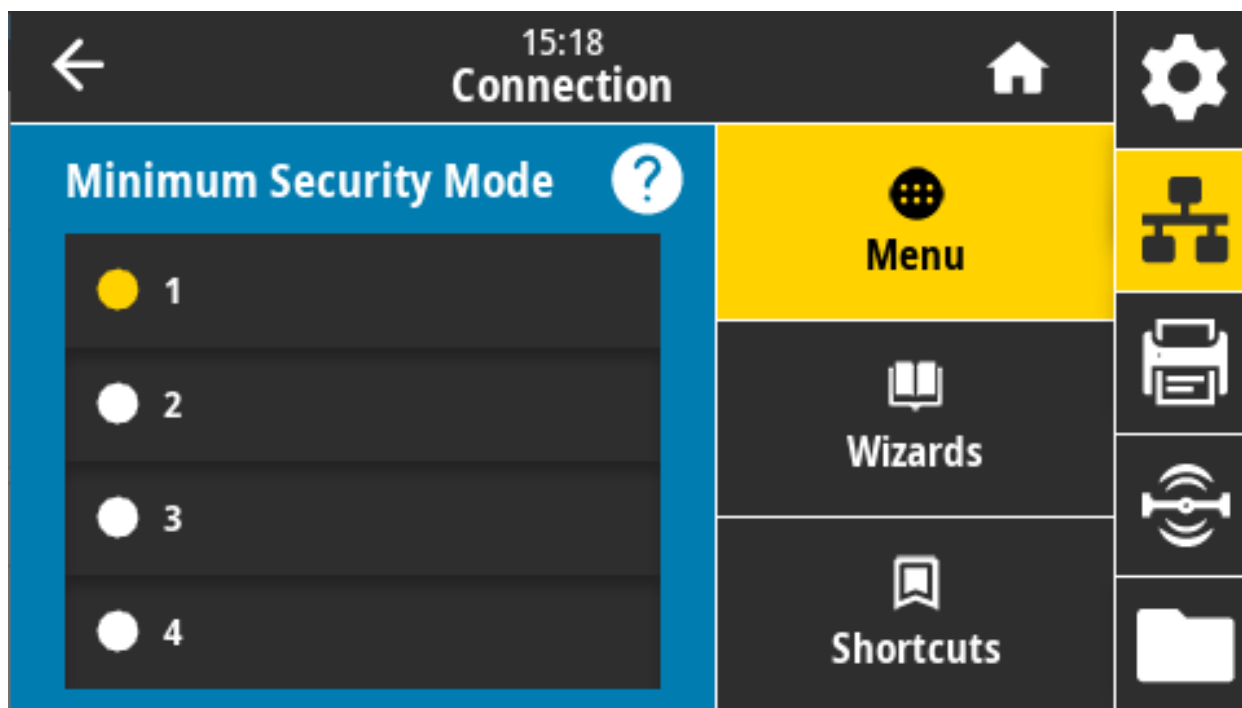 15:18
Connection
Minimum Security Mode
?
1
2
3
4
Menu
Wizards
Shortcuts